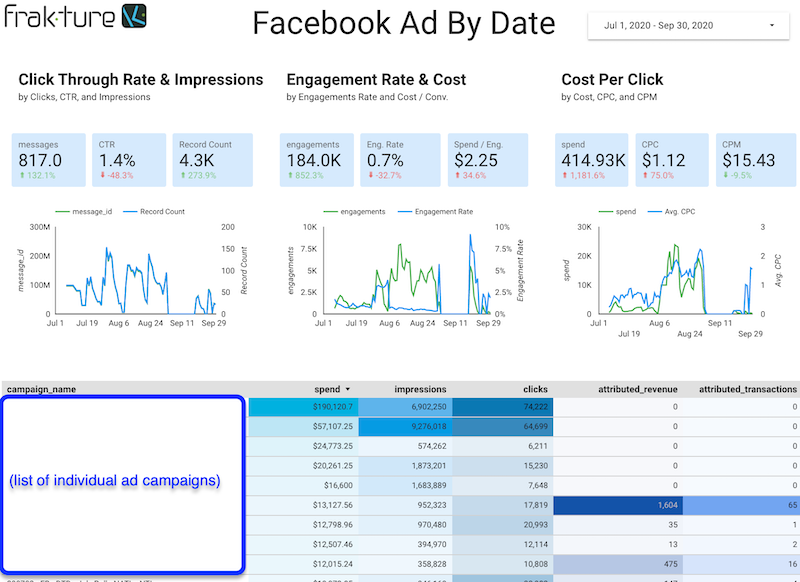 frak·ture
Facebook Ad By Date
Jul 1, 2020 - Sep 30, 2020
Click Through Rate & Impressions
by Clicks, CTR, and Impressions
messages
817.0
132.1%
CTR
1.4%
-48.3%
Record Count
4.3K
273.9%
message_id
Record Count
300M
200M
100M
0
200
150
100
50
0
message_id
Record Count
Jul 1 Jul 19 Aug 6 Aug 24 Sep 11 Sep 29
Engagement Rate & Cost
by Engagements Rate and Cost / Conv.
engagements
184.0K
852.3%
Eng. Rate
0.7%
-32.7%
Spend / Eng.
$2.25
34.6%
engagements
Engagement Rate
10K
7.5K
5K
2.5K
0
10%
7.5%
5%
2.5%
0%
engagements
Engagement Rate
Jul 1 Jul 19 Aug 6 Aug 24 Sep 11 Sep 29
Cost Per Click
by Cost, CPC, and CPM
spend
414.93K
1,181.6%
CPC
$1.12
75.0%
CPM
$15.43
-9.5%
spend
Avg. CPC
30K
20K
10K
0
3
2
1
0
spend
Avg. CPC
Jul 1 Aug 6 Sep 11
Jul 19 Aug 24 Sep 29
campaign_name spend impressions clicks attributed_revenue attributed_transactions
(list of individual ad campaigns)
$190,120.7 6,902,250 74,222 0 0
$57,107.25 9,276,018 64,699 0 0
$24,773.25 574,262 6,211 0 0
$20,261.25 1,873,201 15,230 0 0
$16,600 1,683,889 7,648 0 0
$13,127.56 952,323 17,819 1,604 65
$12,798.96 970,480 20,993 35 1
$12,507.46 394,970 12,114 13 2
$12,015.24 358,828 10,808 475 16